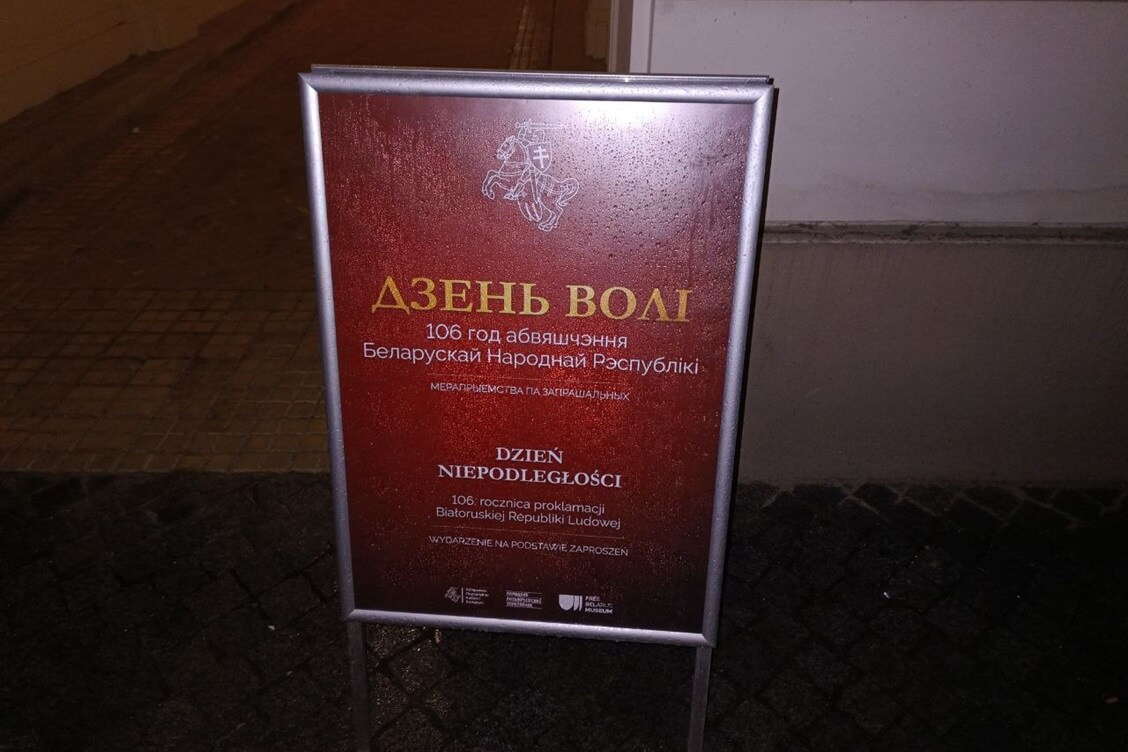 ДЗЕНЬ ВОЛІ
106 год абвяшчэння
Беларускай Народнай Рэспублікі
МЕРАПРЫЕМСТВА ПА ЗАПРАШАЛЬНЫХ
DZIEŃ
NIEPODLEGŁOŚCI
106. rocznica proklamacji
Białoruskiej Republiki Ludowej
WYDARZENIE NA PODSTAWIE ZAPROSZEŃ
FREE
BELARUS
MUSEUM